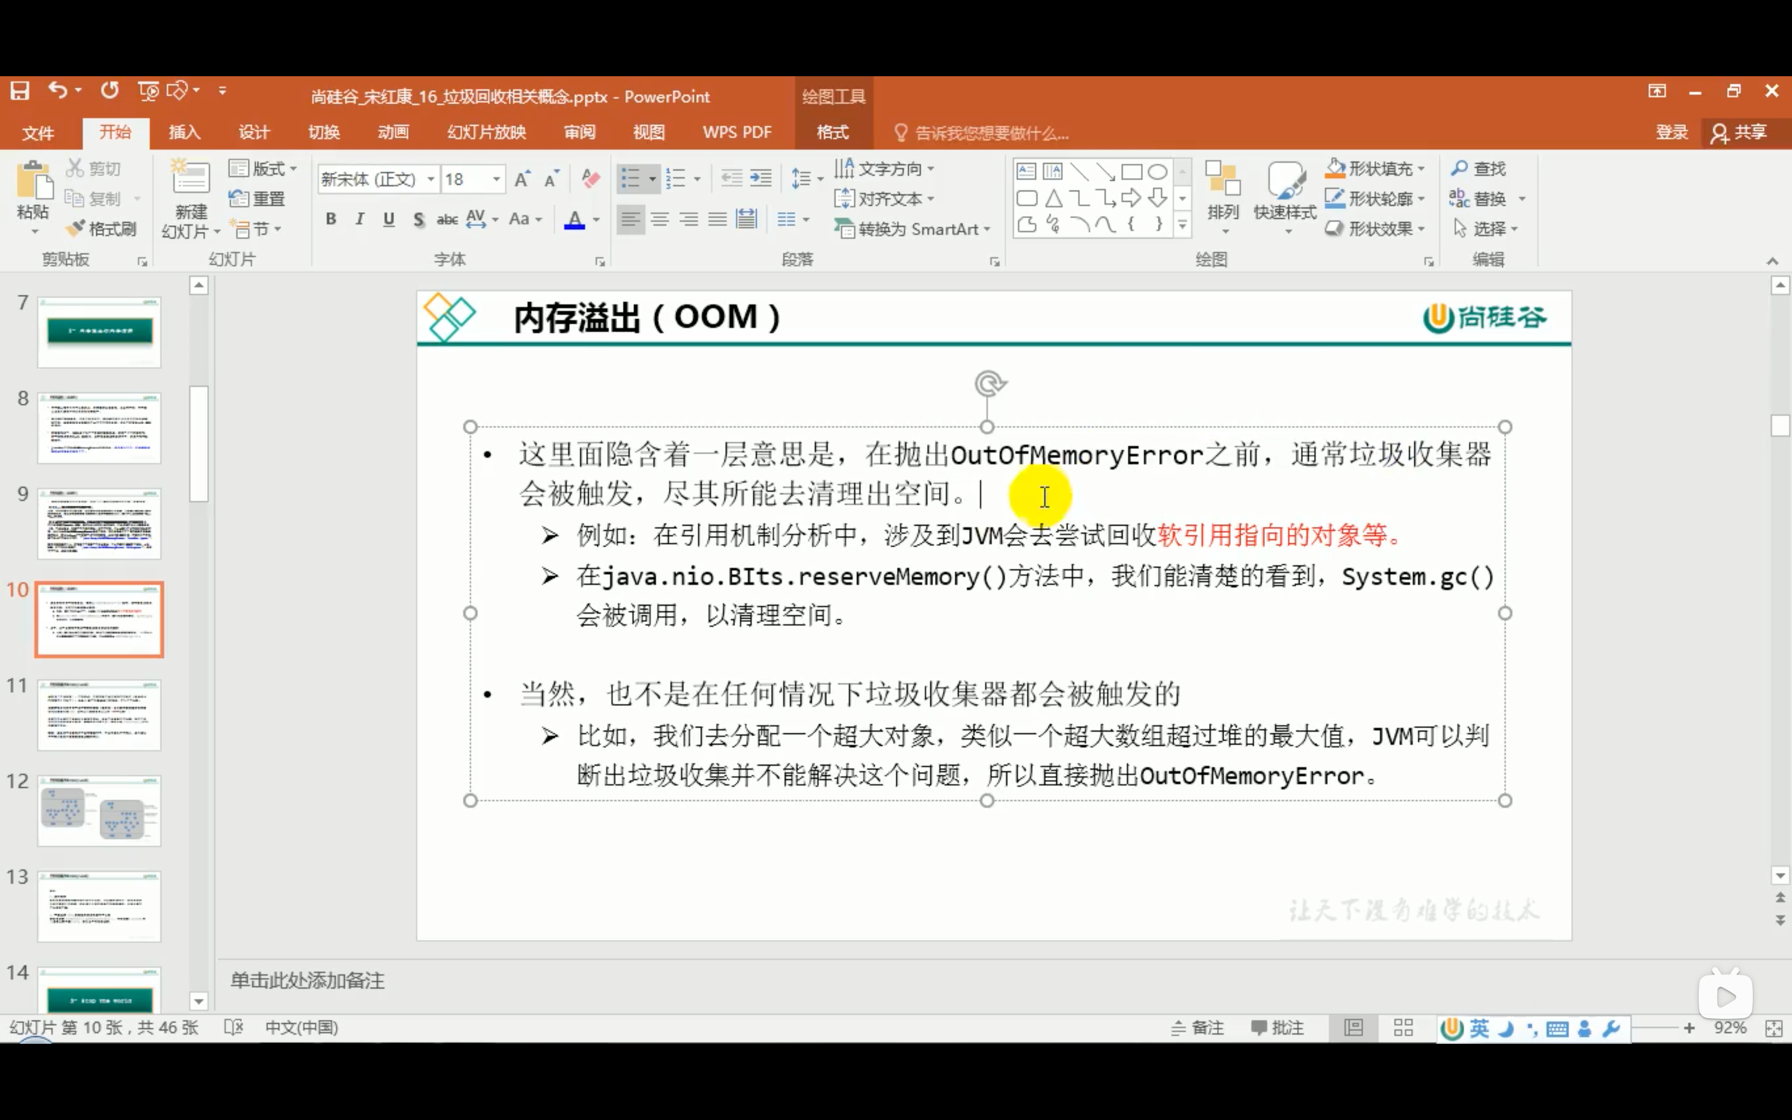 尚硅谷_宋红康_16_垃圾回收相关概念.pptx - PowerPoint
绘图工具
文件 开始 插入 设计 切换 动画 幻灯片放映 审阅 视图 WPS PDF 格式 告诉我您想要做什么... 登录 共享
粘贴 剪切 复制 格式刷 剪贴板
新建幻灯片 版式 重置 节 幻灯片
新宋体 (正文) 18 B I U S abc AV Aa A 字体
文字方向 对齐文本 转换为 SmartArt 段落
排列 快速样式 形状填充 形状轮廓 形状效果 绘图
查找 替换 选择 编辑
7
8
9
10
11
12
13
14
内存溢出（OOM）
尚硅谷
• 这里面隐含着一层意思是，在抛出OutOfMemoryError之前，通常垃圾收集器
会被触发，尽其所能去清理出空间。
➢ 例如：在引用机制分析中，涉及到JVM会去尝试回收软引用指向的对象等。
➢ 在java.nio.BIts.reserveMemory()方法中，我们能清楚的看到，System.gc()
会被调用，以清理空间。
• 当然，也不是在任何情况下垃圾收集器都会被触发的
➢ 比如，我们去分配一个超大对象，类似一个超大数组超过堆的最大值，JVM可以判
断出垃圾收集并不能解决这个问题，所以直接抛出OutOfMemoryError。
让天下没有难学的技术
单击此处添加备注
幻灯片 第 10 张，共 46 张 中文(中国) 备注 批注 英 92%